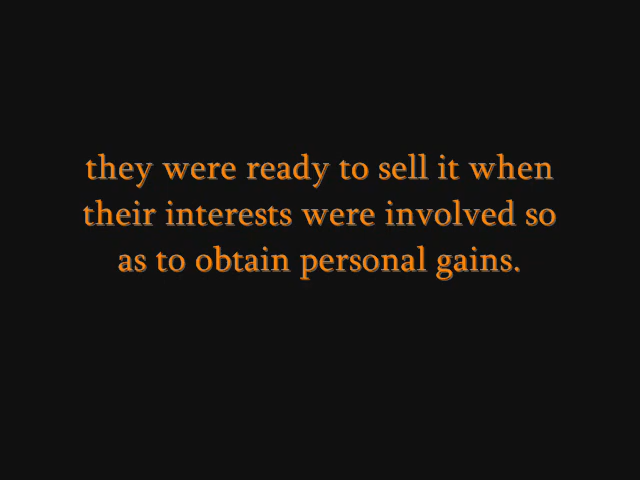 they were ready to sell it when
their interests were involved so
as to obtain personal gains.